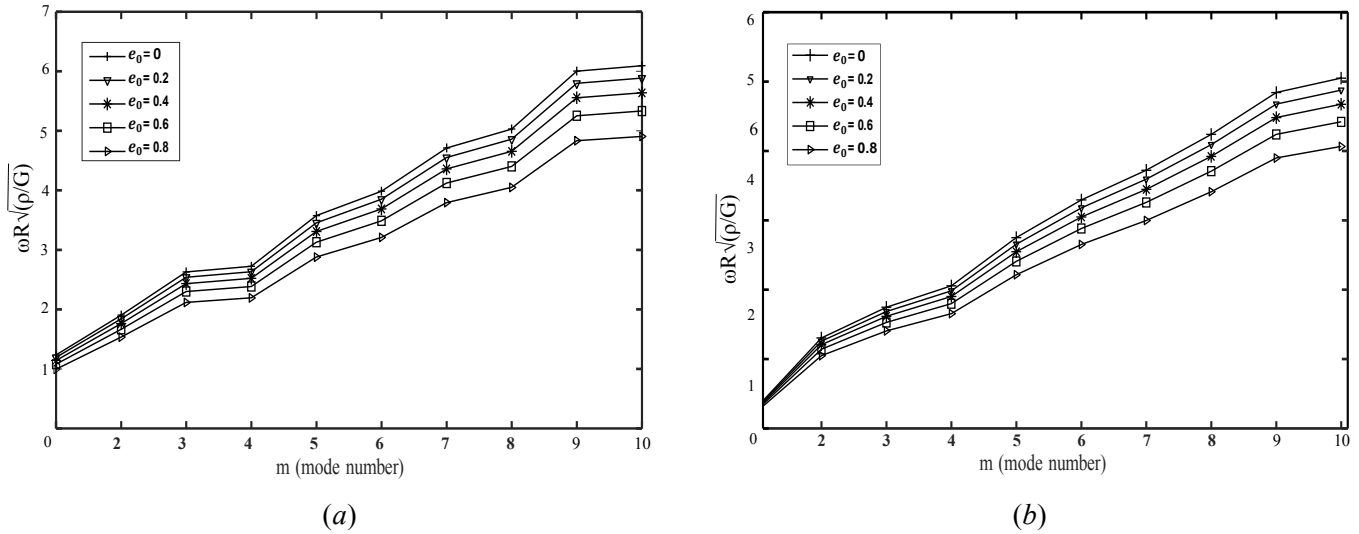 7
6
5
4
3
2
1
0
e₀ = 0
e₀ = 0.2
e₀ = 0.4
e₀ = 0.6
e₀ = 0.8
ωR√(ρ/G)
2 3 4 5 6 7 8 9 10
m (mode number)
(a)
6
5
6
4
3
2
1
0
e₀ = 0
e₀ = 0.2
e₀ = 0.4
e₀ = 0.6
e₀ = 0.8
ωR√(ρ/G)
2 3 4 5 6 7 8 9 10
m (mode number)
(b)